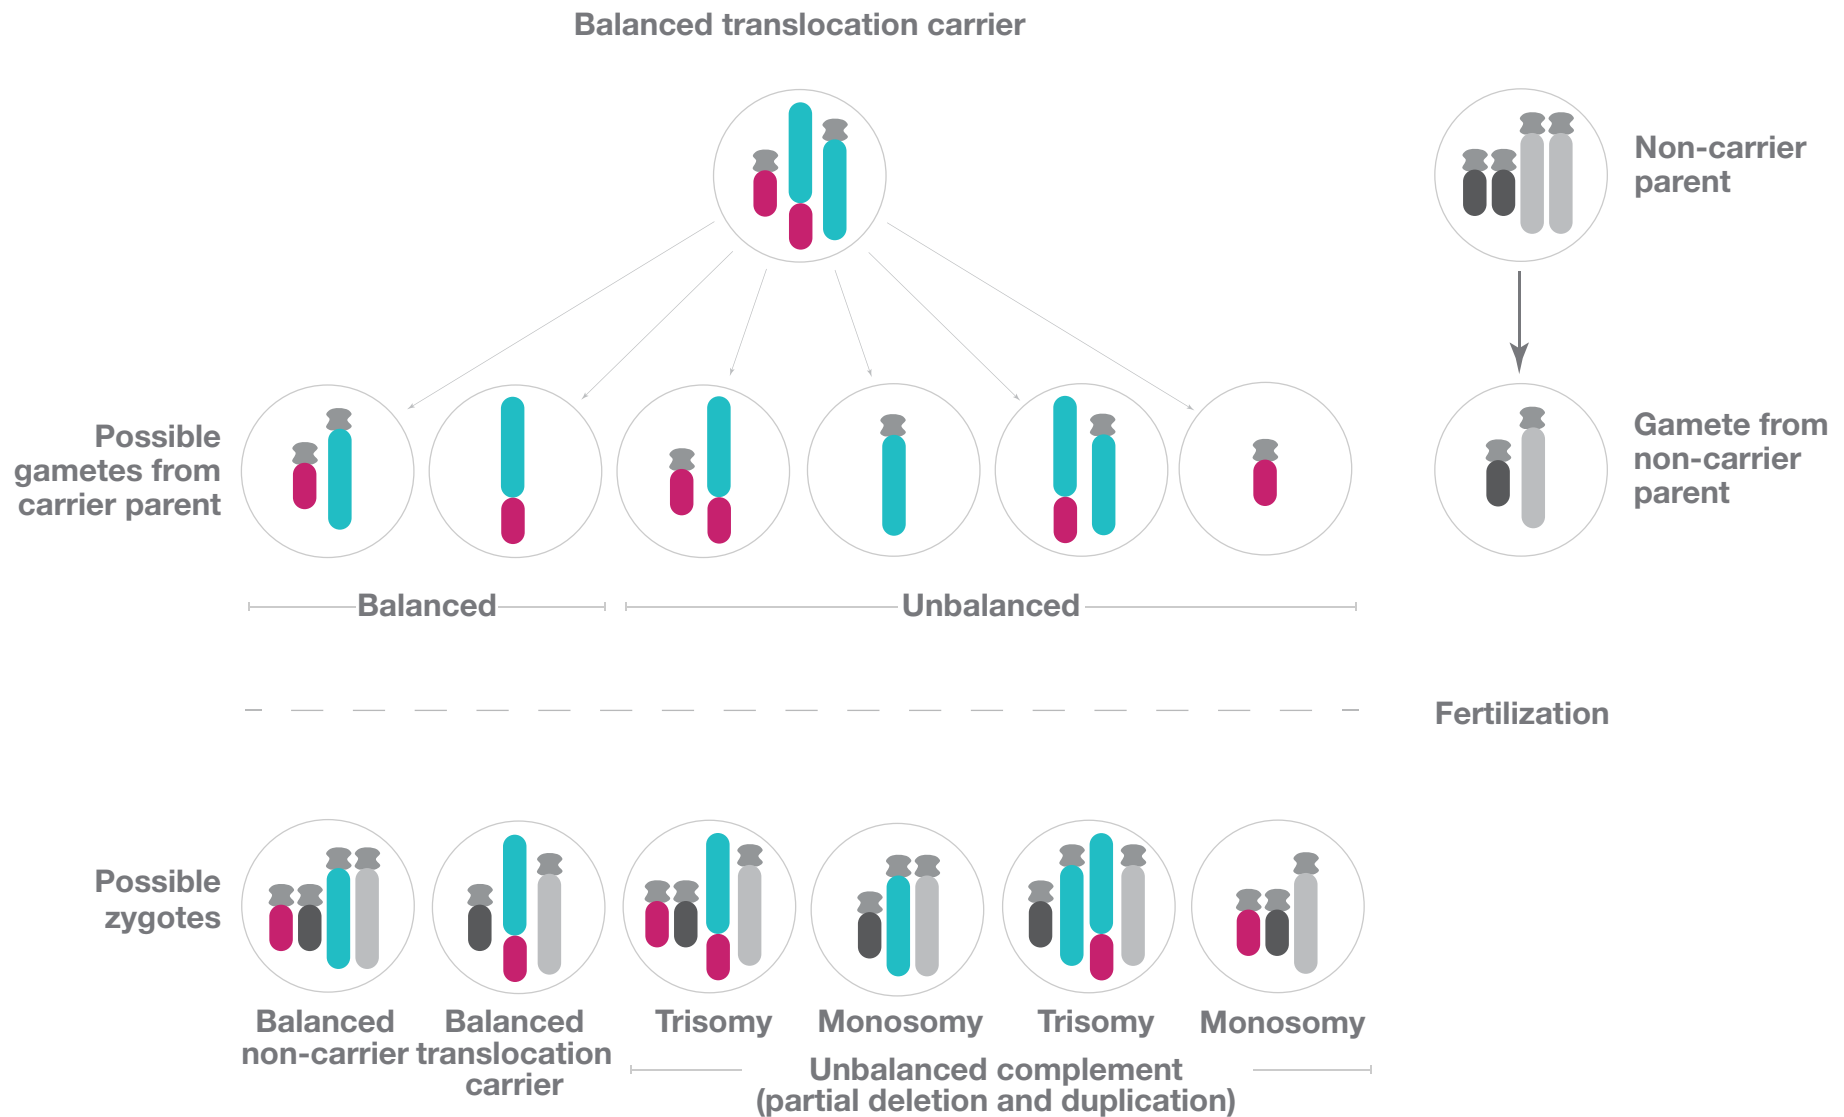 Balanced translocation carrier
Non-carrier
parent
Possible
gametes from
carrier parent
Gamete from
non-carrier
parent
Balanced
Unbalanced
Fertilization
Possible
zygotes
Balanced
non-carrier
Balanced
translocation
carrier
Trisomy
Monosomy
Trisomy
Monosomy
Unbalanced complement
(partial deletion and duplication)